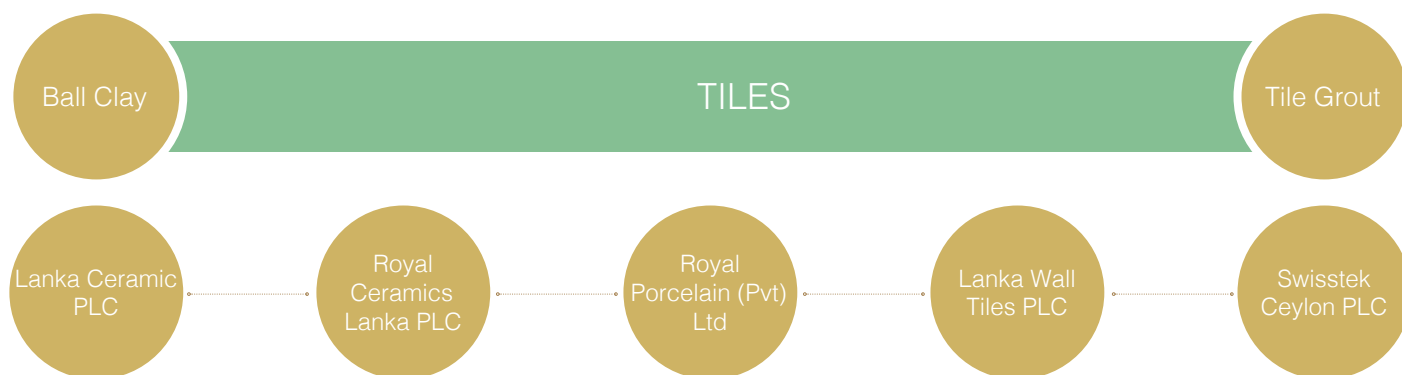 Ball Clay
TILES
Tile Grout
Lanka Ceramic
PLC
Royal
Ceramics
Lanka PLC
Royal
Porcelain (Pvt)
Ltd
Lanka Wall
Tiles PLC
Swisstek
Ceylon PLC